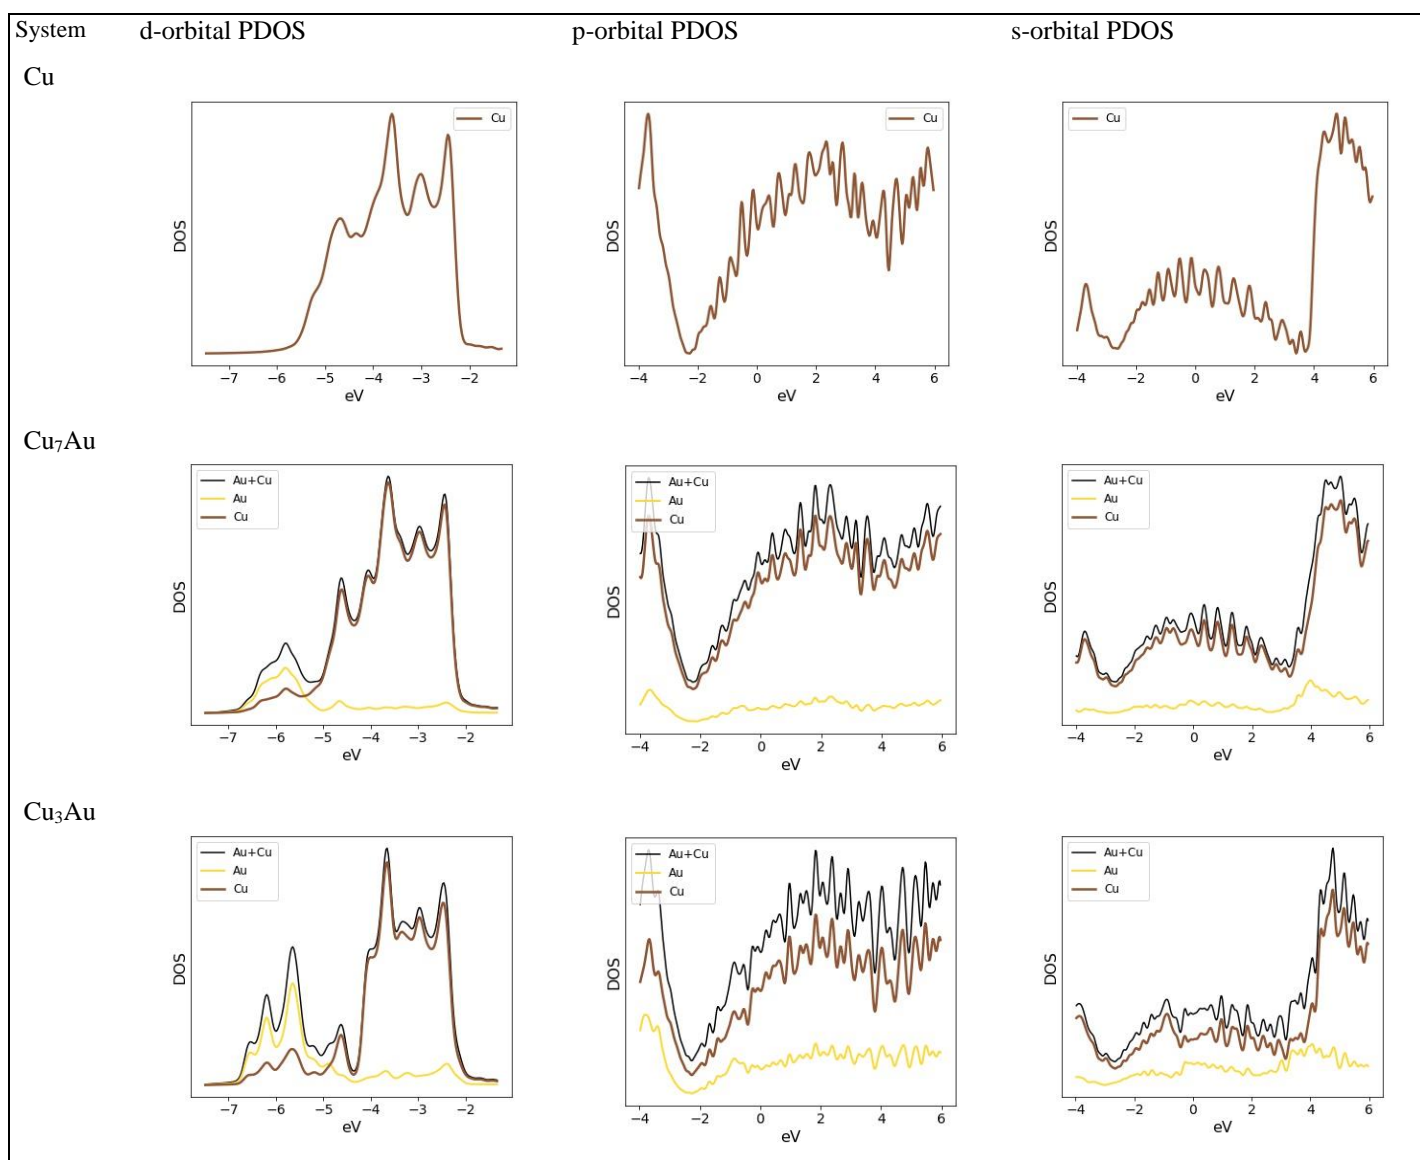 System d-orbital PDOS p-orbital PDOS s-orbital PDOS
Cu
Cu Cu Cu
DOS DOS DOS
−7 −6 −5 −4 −3 −2 −4 −2 0 2 4 6 −4 −2 0 2 4 6
eV eV eV
Cu₇Au
Au+Cu Au+Cu Au+Cu
Au Au Au
Cu Cu Cu
DOS DOS DOS
−7 −6 −5 −4 −3 −2 −4 −2 0 2 4 6 −4 −2 0 2 4 6
eV eV eV
Cu₃Au
Au+Cu Au+Cu Au+Cu
Au Au Au
Cu Cu Cu
DOS DOS DOS
−7 −6 −5 −4 −3 −2 −4 −2 0 2 4 6 −4 −2 0 2 4 6
eV eV eV